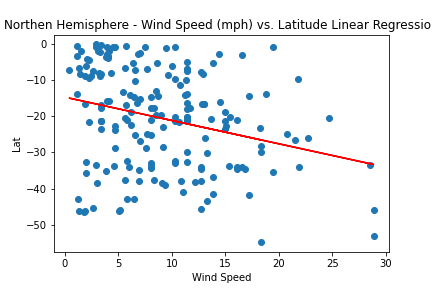 Northen Hemisphere - Wind Speed (mph) vs. Latitude Linear Regressio
0
−10
−20
−30
−40
−50
Lat
0 5 10 15 20 25 30
Wind Speed